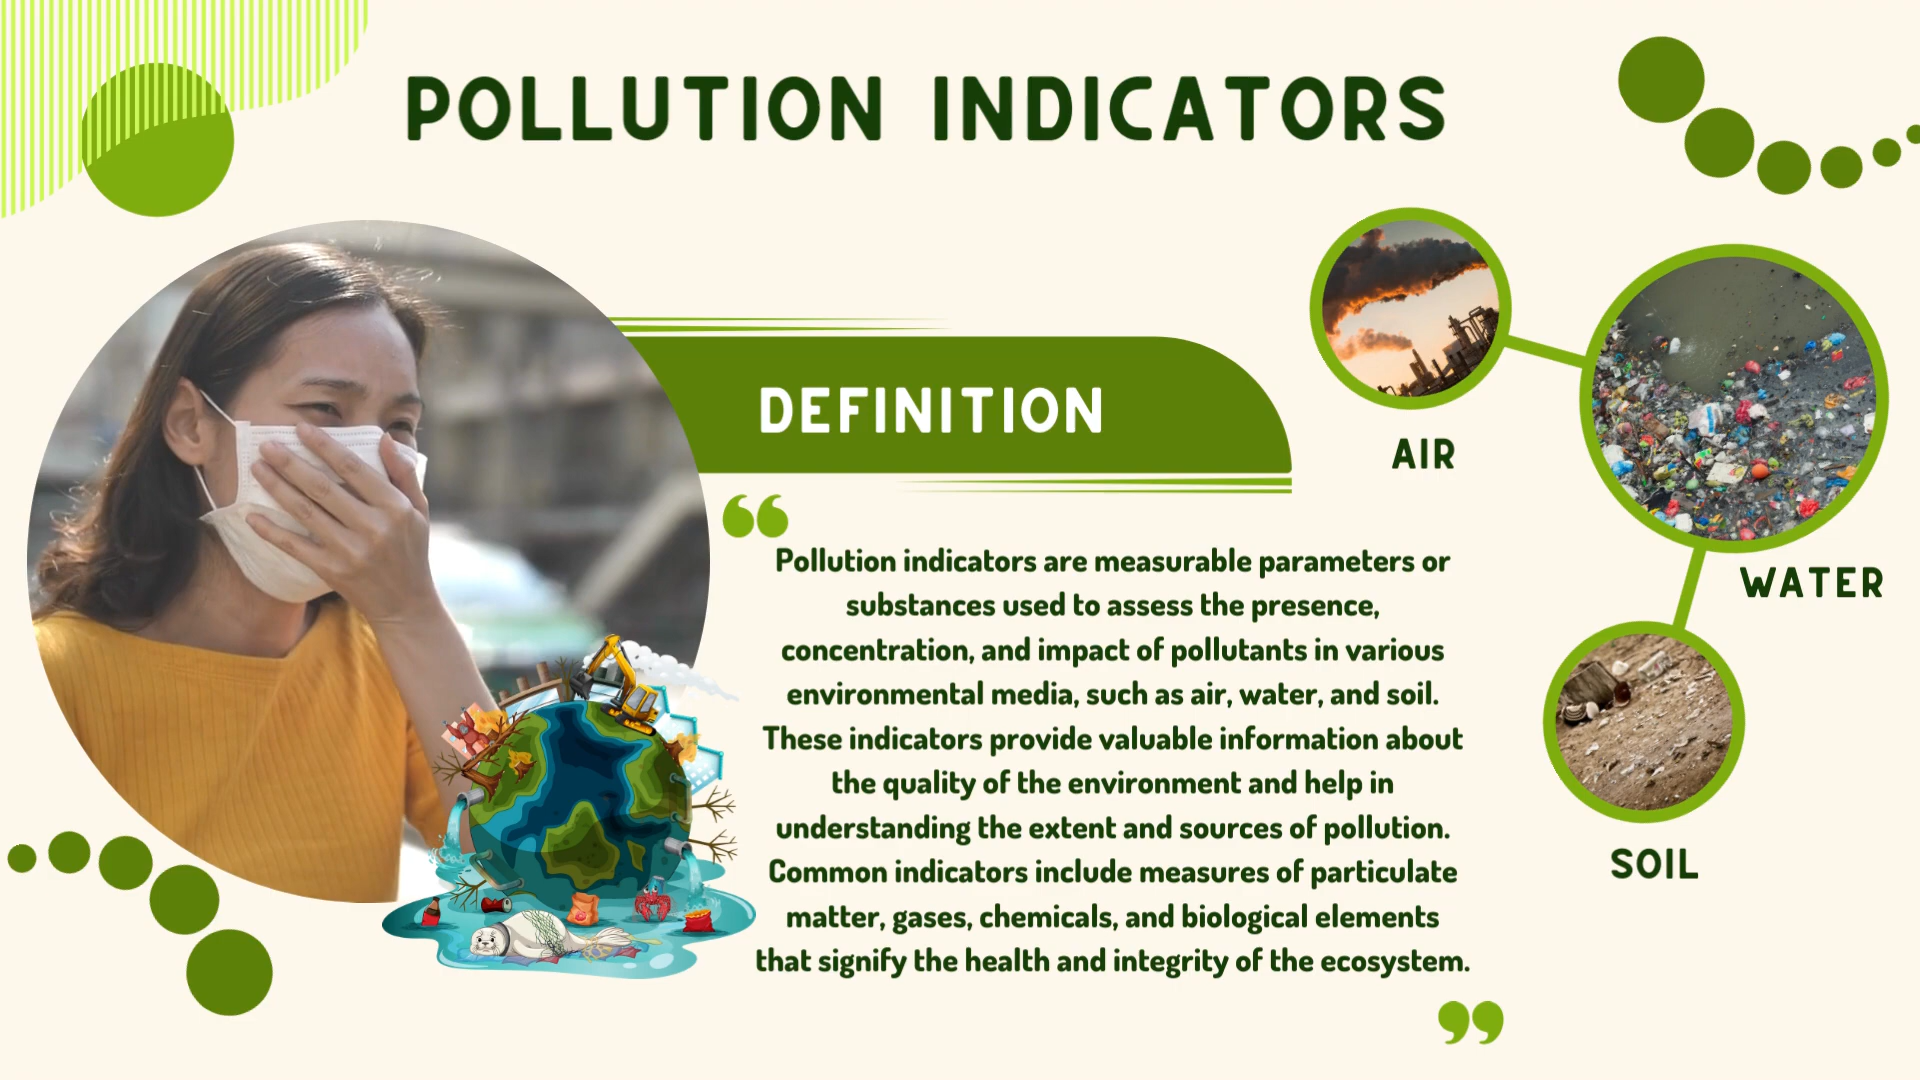 POLLUTION INDICATORS
DEFINITION
AIR
WATER
SOIL
“
Pollution indicators are measurable parameters or
substances used to assess the presence,
concentration, and impact of pollutants in various
environmental media, such as air, water, and soil.
These indicators provide valuable information about
the quality of the environment and help in
understanding the extent and sources of pollution.
Common indicators include measures of particulate
matter, gases, chemicals, and biological elements
that signify the health and integrity of the ecosystem.
”